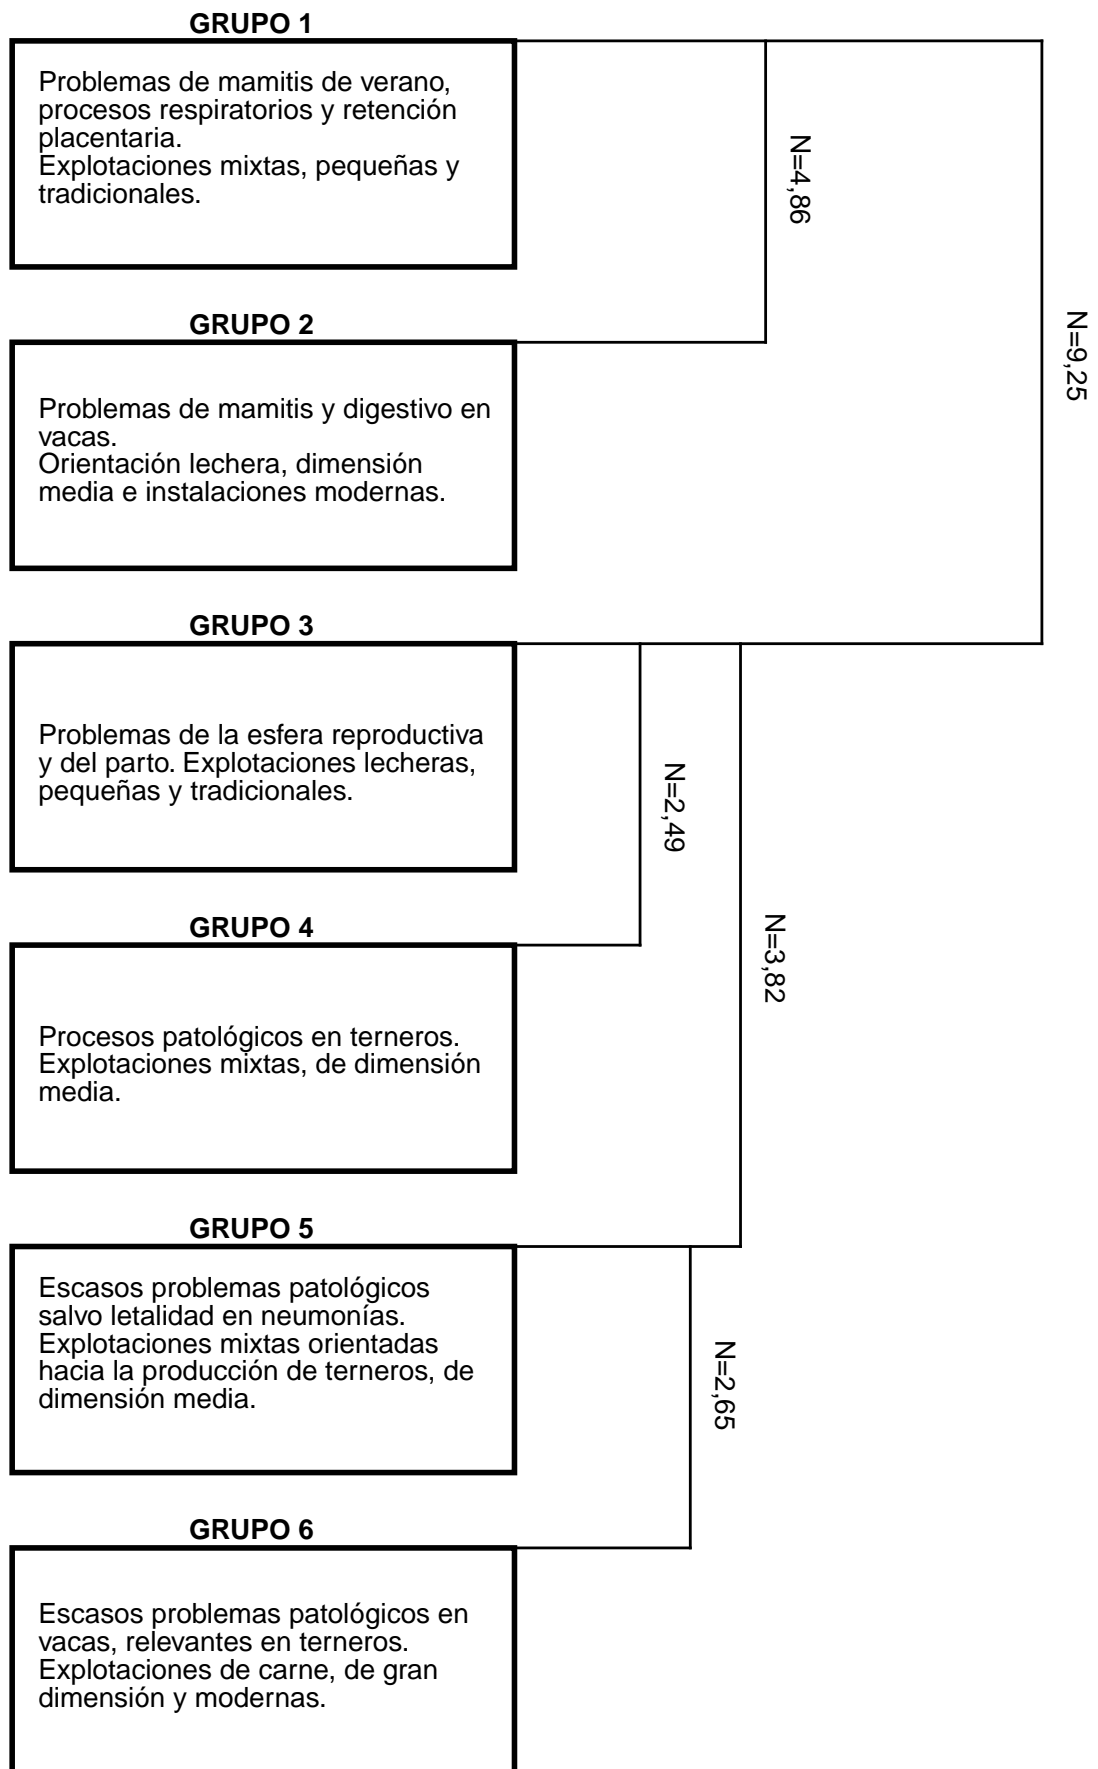 GRUPO 1
Problemas de mamitis de verano,
procesos respiratorios y retención
placentaria.
Explotaciones mixtas, pequeñas y
tradicionales.
N=4,86
N=9,25
GRUPO 2
Problemas de mamitis y digestivo en
vacas.
Orientación lechera, dimensión
media e instalaciones modernas.
GRUPO 3
Problemas de la esfera reproductiva
y del parto. Explotaciones lecheras,
pequeñas y tradicionales.
N=2,49
GRUPO 4
N=3,82
Procesos patológicos en terneros.
Explotaciones mixtas, de dimensión
media.
GRUPO 5
Escasos problemas patológicos
salvo letalidad en neumonías.
Explotaciones mixtas orientadas
hacia la producción de terneros, de
dimensión media.
N=2,65
GRUPO 6
Escasos problemas patológicos en
vacas, relevantes en terneros.
Explotaciones de carne, de gran
dimensión y modernas.